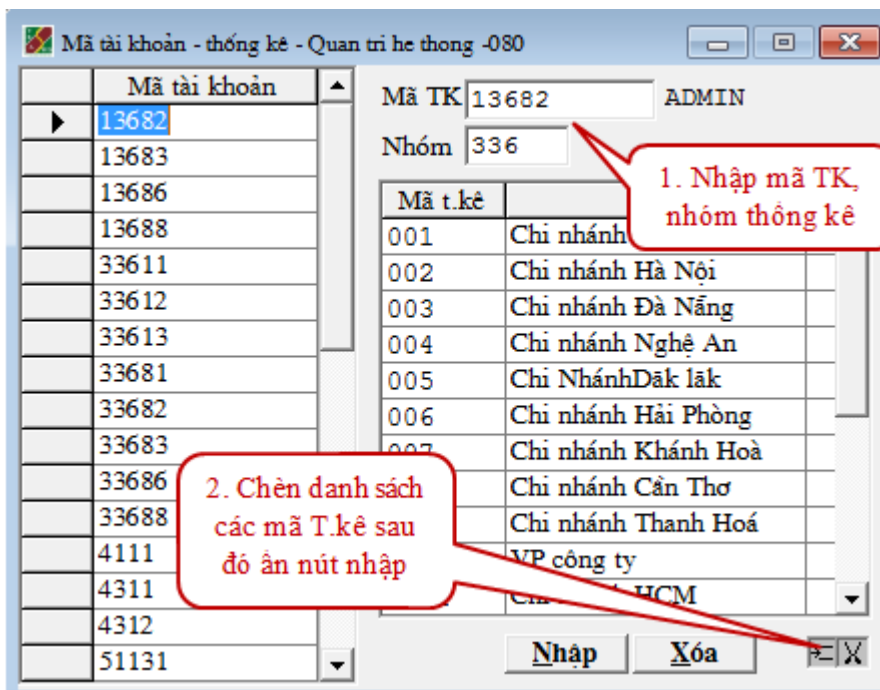 Mã tài khoản - thống kê - Quan tri he thong -080
Mã tài khoản
13682
13683
13686
13688
33611
33612
33613
33681
33682
33683
33686
33688
4111
4311
4312
51131
Mã TK 13682 ADMIN
Nhóm 336
1. Nhập mã TK,
nhóm thống kê
Mã t.kê
001 Chi nhánh
002 Chi nhánh Hà Nội
003 Chi nhánh Đà Nẵng
004 Chi nhánh Nghệ An
005 Chi NhánhDăk lăk
006 Chi nhánh Hải Phòng
007 Chi nhánh Khánh Hoà
Chi nhánh Cần Thơ
Chi nhánh Thanh Hoá
VP công ty
HCM
2. Chèn danh sách
các mã T.kê sau
đó ấn nút nhập
Nhập Xóa